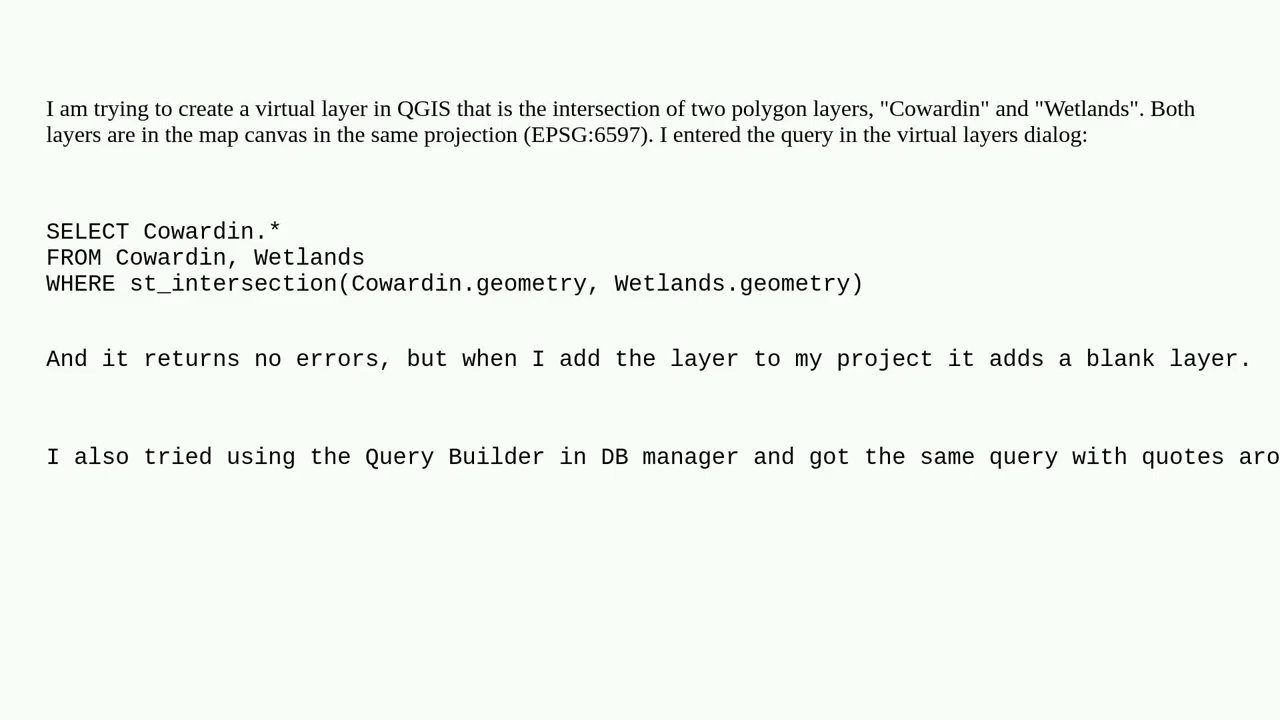 I am trying to create a virtual layer in QGIS that is the intersection of two polygon layers, "Cowardin" and "Wetlands". Both
layers are in the map canvas in the same projection (EPSG:6597). I entered the query in the virtual layers dialog:
SELECT Cowardin.*
FROM Cowardin, Wetlands
WHERE st_intersection(Cowardin.geometry, Wetlands.geometry)
And it returns no errors, but when I add the layer to my project it adds a blank layer.
I also tried using the Query Builder in DB manager and got the same query with quotes